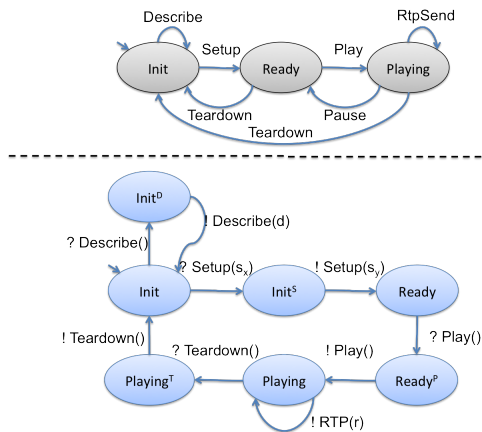 Describe
RtpSend
Setup
Play
Init
Ready
Playing
Teardown
Pause
Teardown
Init^D
! Describe(d)
? Describe()
? Setup(s_x)
! Setup(s_y)
Init
Init^S
Ready
! Teardown()
? Teardown()
! Play()
? Play()
Playing^T
Playing
Ready^P
! RTP(r)